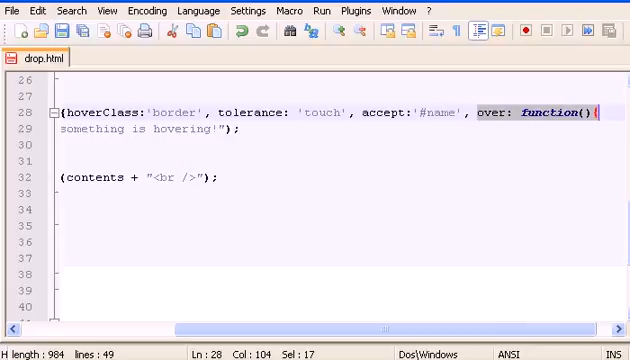 File Edit Search View Encoding Language Settings Macro Run Plugins Window ?
drop.html
26
27
28 (hoverClass:'border', tolerance: 'touch', accept:'#name', over: function(){
29 something is hovering!");
30
31
32 (contents + "<br />");
33
34
35
36
37
38
39
40
H length : 984 lines : 49 Ln : 28 Col : 104 Sel : 17 Dos\Windows ANSI INS